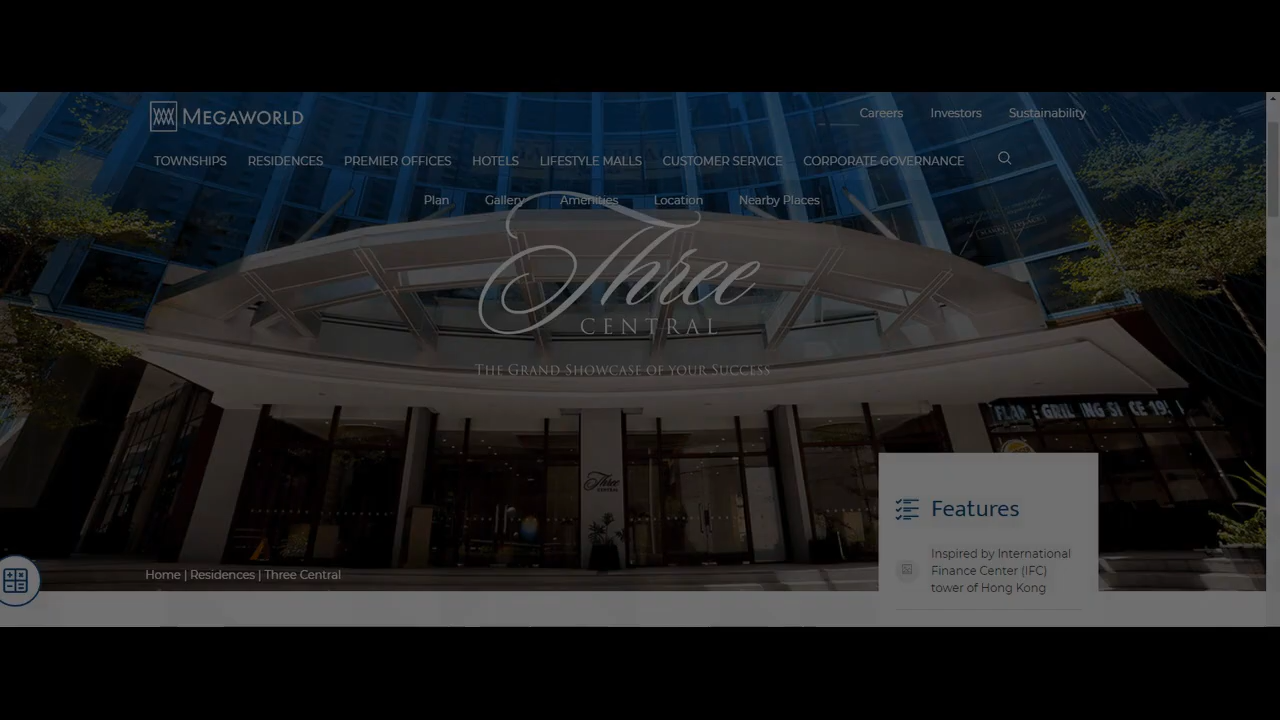 MEGAWORLD
Careers Investors Sustainability
TOWNSHIPS RESIDENCES PREMIER OFFICES HOTELS LIFESTYLE MALLS CUSTOMER SERVICE CORPORATE GOVERNANCE
Plan Gallery Amenities Location Nearby Places
Three
CENTRAL
THE GRAND SHOWCASE OF YOUR SUCCESS
Three
CENTRAL
Features
Inspired by International
Finance Center (IFC)
tower of Hong Kong
Home | Residences | Three Central